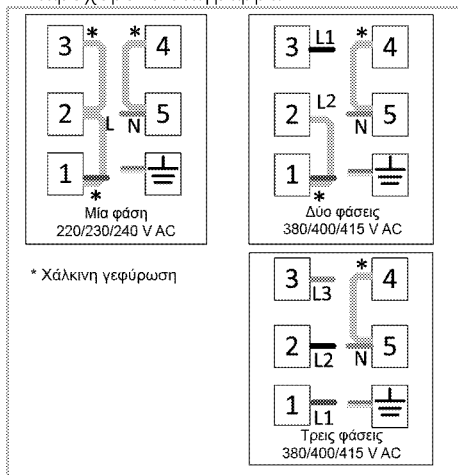 3 * * 4
2 L N 5
1 *
Μία φάση
220/230/240 V AC
3 L1 * 4
2 L2 N 5
1 *
Δύο φάσεις
380/400/415 V AC
* Χάλκινη γεφύρωση
3 L3 * 4
2 L2 N 5
1 L1
Τρεις φάσεις
380/400/415 V AC